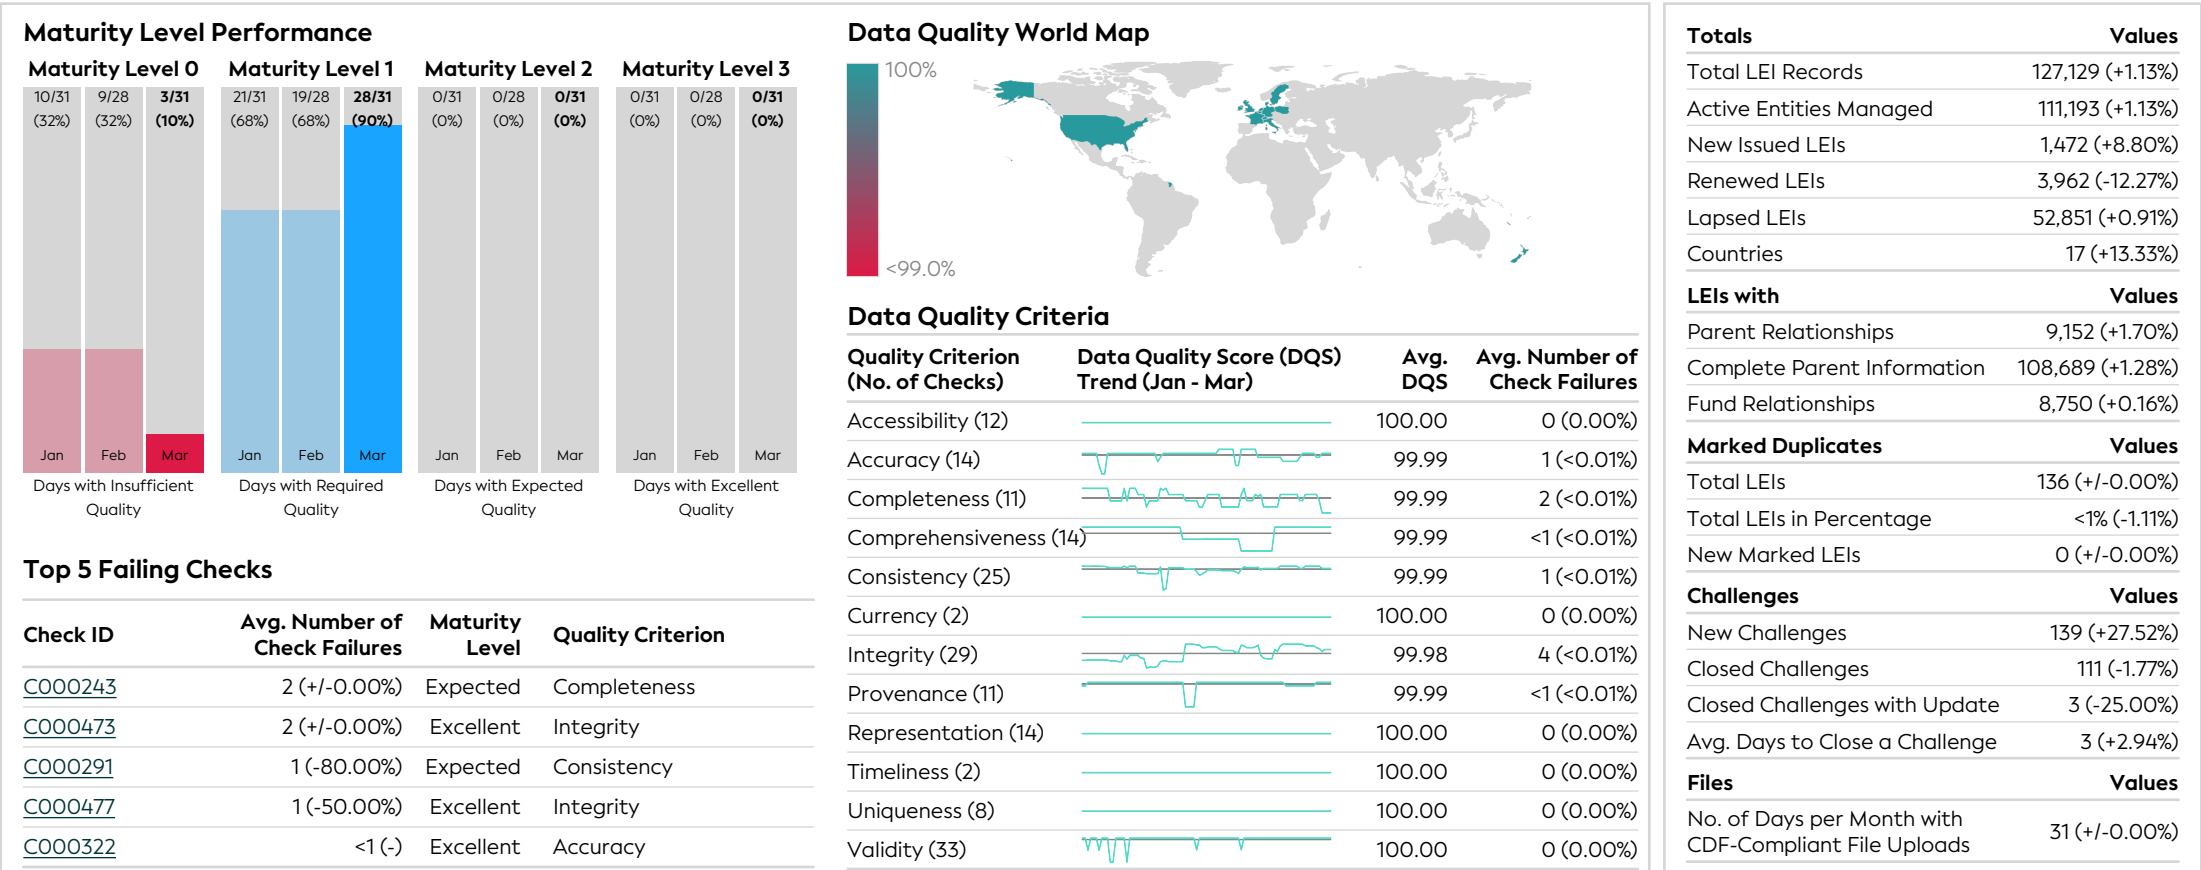 Maturity Level Performance
Maturity Level 0 Maturity Level 1 Maturity Level 2 Maturity Level 3
10/31 9/28 3/31 21/31 19/28 28/31 0/31 0/28 0/31 0/31 0/28 0/31
(32%) (32%) (10%) (68%) (68%) (90%) (0%) (0%) (0%) (0%) (0%) (0%)
Jan Feb Mar Jan Feb Mar Jan Feb Mar Jan Feb Mar
Days with Insufficient Days with Required Days with Expected Days with Excellent
Quality Quality Quality Quality
Top 5 Failing Checks
Avg. Number of Maturity
Check ID Quality Criterion
Check Failures Level
C000243 2 (+/-0.00%) Expected Completeness
C000473 2 (+/-0.00%) Excellent Integrity
C000291 1 (-80.00%) Expected Consistency
C000477 1 (-50.00%) Excellent Integrity
C000322 <1 (-) Excellent Accuracy
Data Quality World Map
100%
<99.0%
Data Quality Criteria
Quality Criterion Data Quality Score (DQS) Avg. Avg. Number of
(No. of Checks) Trend (Jan - Mar) DQS Check Failures
Accessibility (12) 100.00 0 (0.00%)
Accuracy (14) 99.99 1 (<0.01%)
Completeness (11) 99.99 2 (<0.01%)
Comprehensiveness (14) 99.99 <1 (<0.01%)
Consistency (25) 99.99 1 (<0.01%)
Currency (2) 100.00 0 (0.00%)
Integrity (29) 99.98 4 (<0.01%)
Provenance (11) 99.99 <1 (<0.01%)
Representation (14) 100.00 0 (0.00%)
Timeliness (2) 100.00 0 (0.00%)
Uniqueness (8) 100.00 0 (0.00%)
Validity (33) 100.00 0 (0.00%)
Totals Values
Total LEI Records 127,129 (+1.13%)
Active Entities Managed 111,193 (+1.13%)
New Issued LEIs 1,472 (+8.80%)
Renewed LEIs 3,962 (-12.27%)
Lapsed LEIs 52,851 (+0.91%)
Countries 17 (+13.33%)
LEIs with Values
Parent Relationships 9,152 (+1.70%)
Complete Parent Information 108,689 (+1.28%)
Fund Relationships 8,750 (+0.16%)
Marked Duplicates Values
Total LEIs 136 (+/-0.00%)
Total LEIs in Percentage <1% (-1.11%)
New Marked LEIs 0 (+/-0.00%)
Challenges Values
New Challenges 139 (+27.52%)
Closed Challenges 111 (-1.77%)
Closed Challenges with Update 3 (-25.00%)
Avg. Days to Close a Challenge 3 (+2.94%)
Files Values
No. of Days per Month with
CDF-Compliant File Uploads 31 (+/-0.00%)